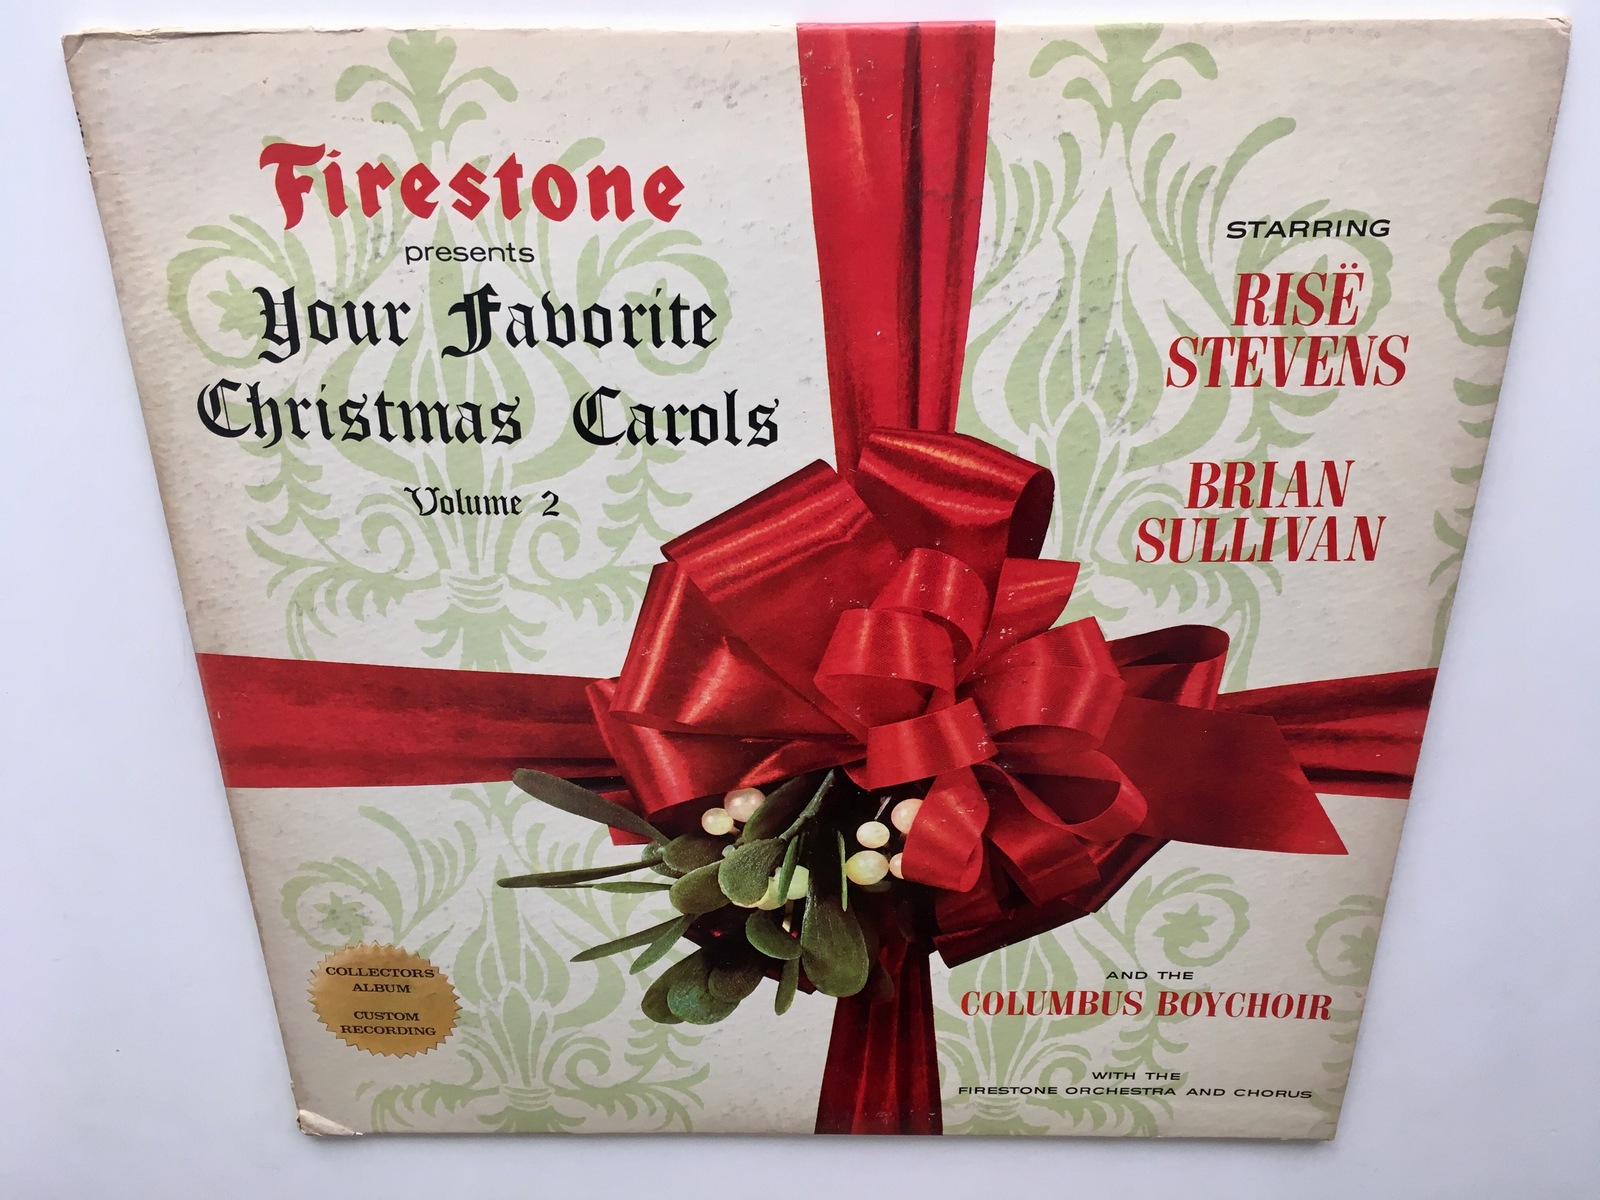 Firestone
presents
Your Favorite
Christmas Carols
Volume 2
STARRING
RISË
STEVENS
BRIAN
SULLIVAN
COLLECTORS
ALBUM
CUSTOM
RECORDING
AND THE
COLUMBUS BOYCHOIR
WITH THE
FIRESTONE ORCHESTRA AND CHORUS